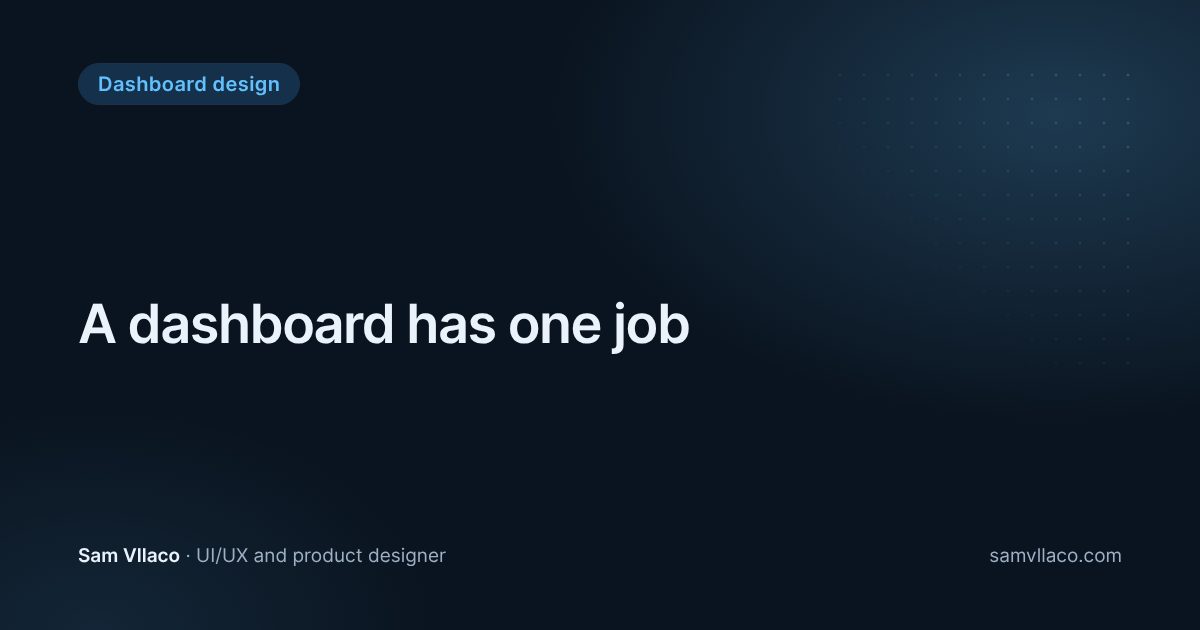 Dashboard design
A dashboard has one job
Sam Vllaco · UI/UX and product designer
samvllaco.com